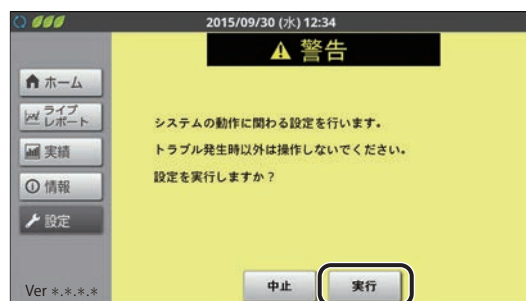 2015/09/30 (水) 12:34
警告
ホーム
ライブ
レポート
実績
情報
設定
システムの動作に関わる設定を行います。
トラブル発生時以外は操作しないでください。
設定を実行しますか？
中止
実行
Ver *.*.*.*